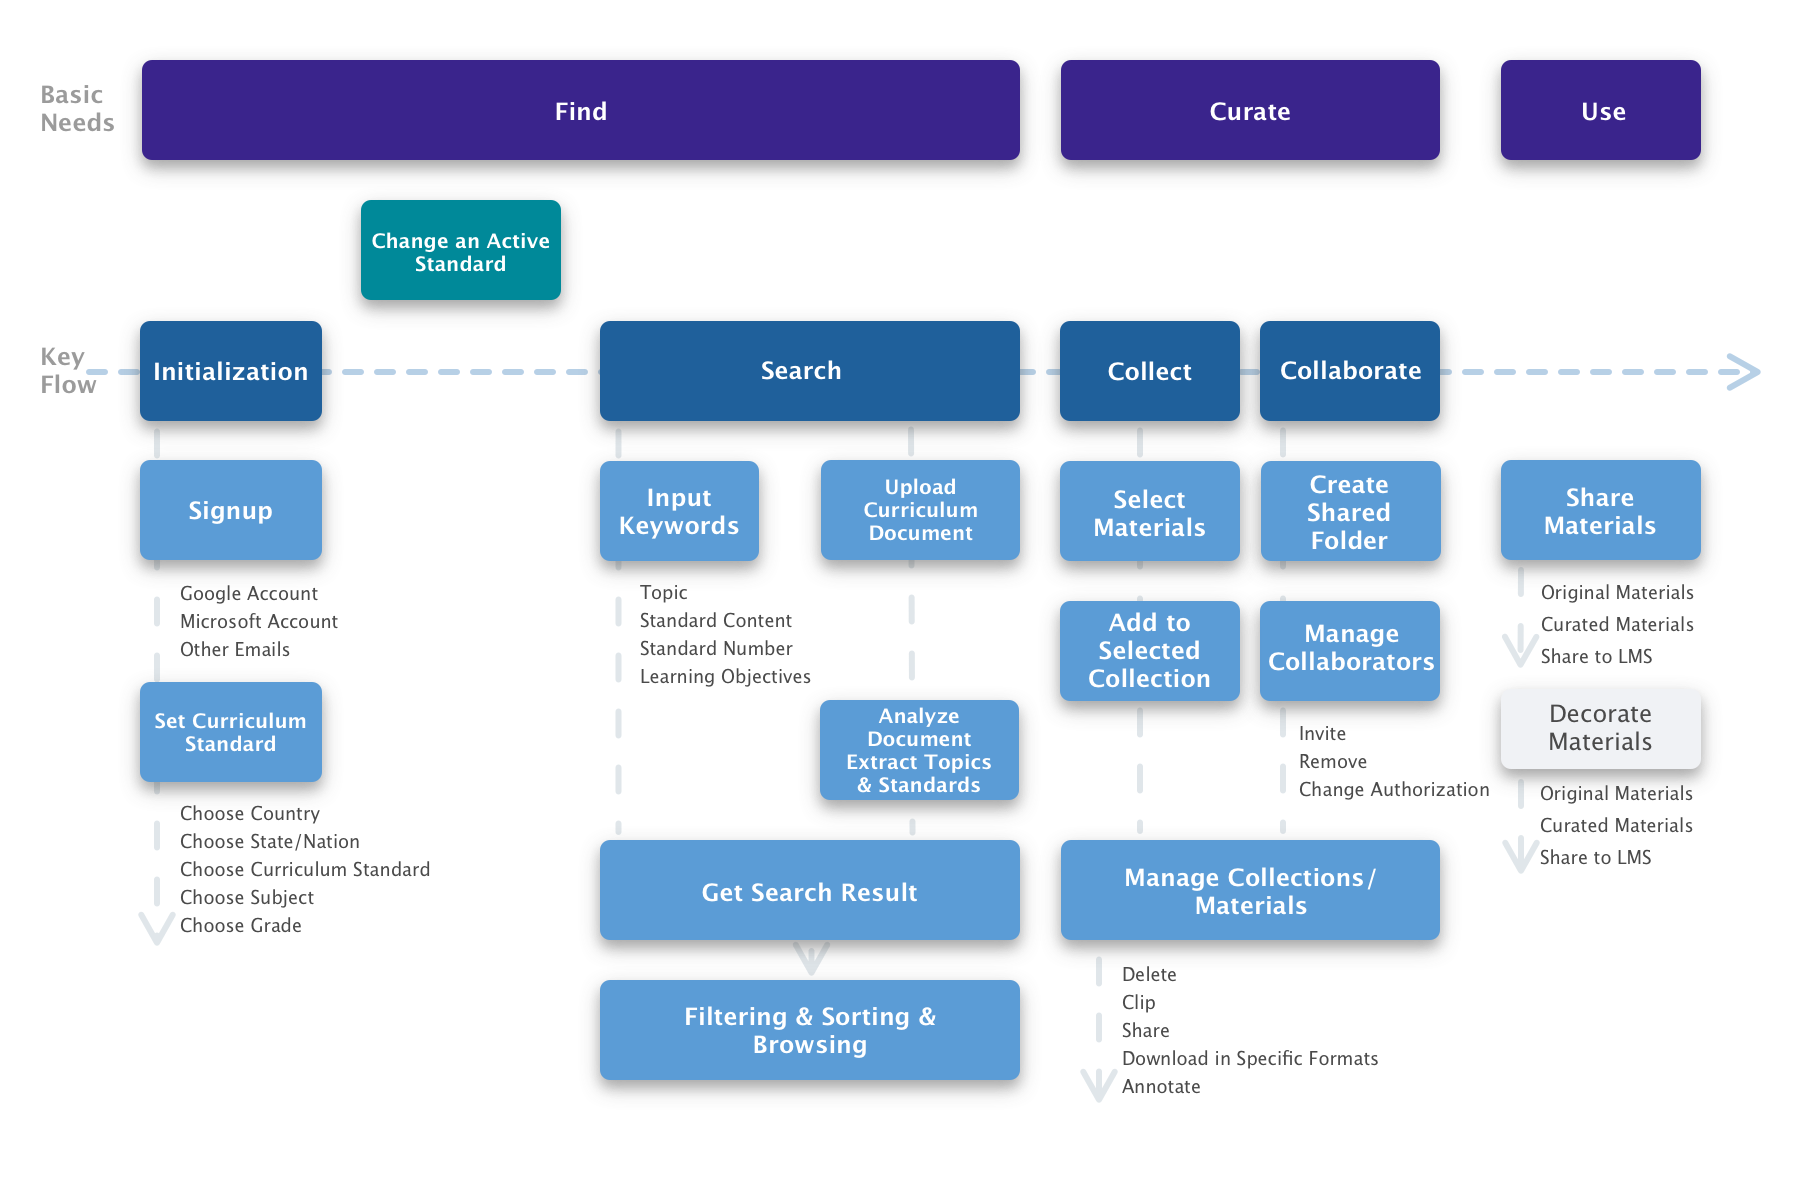 Basic
Needs
Find
Curate
Use
Change an Active
Standard
Key
Flow
Initialization
Search
Collect
Collaborate
Signup
Google Account
Microsoft Account
Other Emails
Set Curriculum
Standard
Choose Country
Choose State/Nation
Choose Curriculum Standard
Choose Subject
Choose Grade
Input
Keywords
Topic
Standard Content
Standard Number
Learning Objectives
Upload
Curriculum
Document
Analyze
Document
Extract Topics
& Standards
Get Search Result
Filtering & Sorting &
Browsing
Select
Materials
Add to
Selected
Collection
Create
Shared
Folder
Manage
Collaborators
Invite
Remove
Change Authorization
Manage Collections/
Materials
Delete
Clip
Share
Download in Specific Formats
Annotate
Share
Materials
Original Materials
Curated Materials
Share to LMS
Decorate
Materials
Original Materials
Curated Materials
Share to LMS